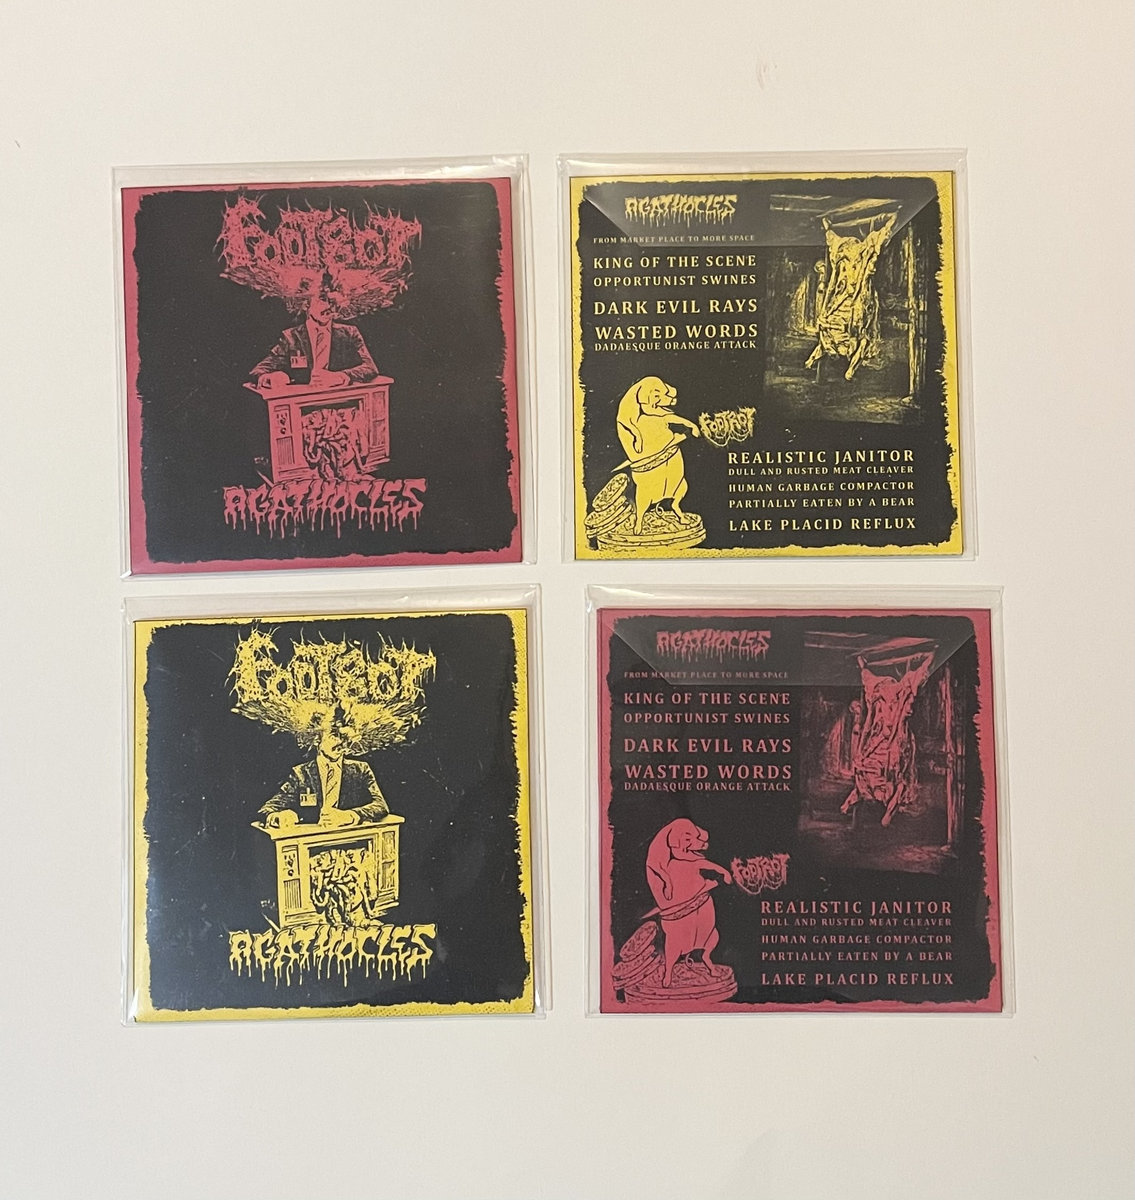 FOOTROT
AGATHOCLES
AGATHOCLES
FROM MARKET PLACE TO MORE SPACE
KING OF THE SCENE
OPPORTUNIST SWINES
DARK EVIL RAYS
WASTED WORDS
DADAESQUE ORANGE ATTACK
FOOTROT
REALISTIC JANITOR
DULL AND RUSTED MEAT CLEAVER
HUMAN GARBAGE COMPACTOR
PARTIALLY EATEN BY A BEAR
LAKE PLACID REFLUX
FOOTROT
AGATHOCLES
AGATHOCLES
FROM MARKET PLACE TO MORE SPACE
KING OF THE SCENE
OPPORTUNIST SWINES
DARK EVIL RAYS
WASTED WORDS
DADAESQUE ORANGE ATTACK
FOOTROT
REALISTIC JANITOR
DULL AND RUSTED MEAT CLEAVER
HUMAN GARBAGE COMPACTOR
PARTIALLY EATEN BY A BEAR
LAKE PLACID REFLUX